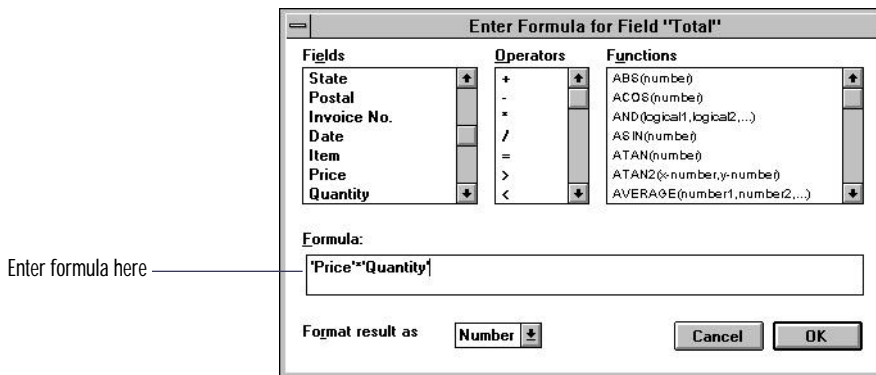 Enter Formula for Field "Total"
Fields
State
Postal
Invoice No.
Date
Item
Price
Quantity
Operators
+
-
*
/
=
>
<
Functions
ABS(number)
ACOS(number)
AND(logical1,logical2,...)
ASIN(number)
ATAN(number)
ATAN2(x-number,y-number)
AVERAGE(number1,number2,...)
Formula:
Enter formula here
'Price'*'Quantity'
Format result as
Number
Cancel
OK